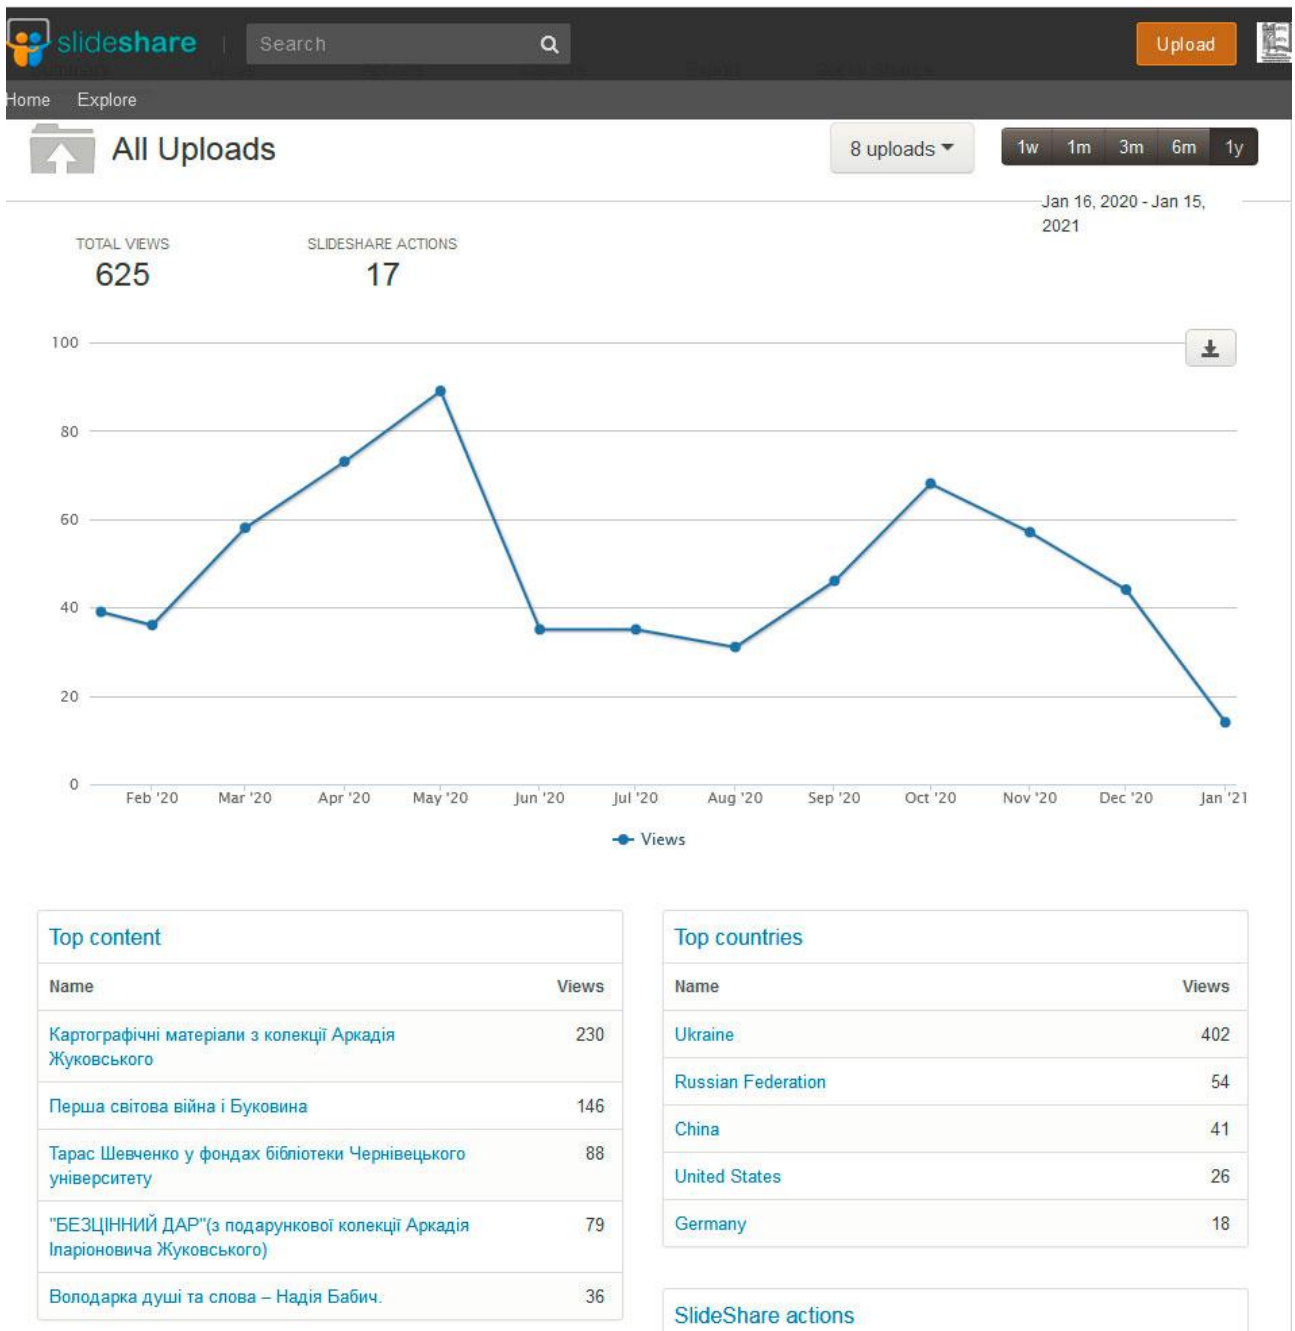 slideshare
Search
Upload
Home Explore
All Uploads
8 uploads
1w 1m 3m 6m 1y
Jan 16, 2020 - Jan 15,
2021
TOTAL VIEWS
625
SLIDESHARE ACTIONS
17
100
80
60
40
20
0
Feb '20 Mar '20 Apr '20 May '20 Jun '20 Jul '20 Aug '20 Sep '20 Oct '20 Nov '20 Dec '20 Jan '21
Views
Top content
Name Views
Картографічні матеріали з колекції Аркадія 230
Жуковського
Перша світова війна і Буковина 146
Тарас Шевченко у фондах бібліотеки Чернівецького 88
університету
"БЕЗЦІННИЙ ДАР"(з подарункової колекції Аркадія 79
Іларіоновича Жуковського)
Володарка душі та слова – Надія Бабич. 36
Top countries
Name Views
Ukraine 402
Russian Federation 54
China 41
United States 26
Germany 18
SlideShare actions